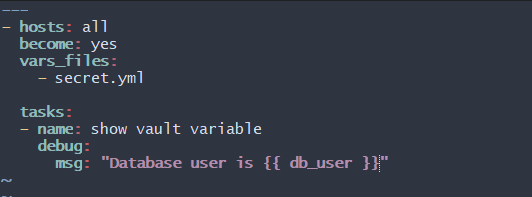 ---
- hosts: all
  become: yes
  vars_files:
    - secret.yml

  tasks:
  - name: show vault variable
    debug:
      msg: "Database user is {{ db_user }}"
~
~